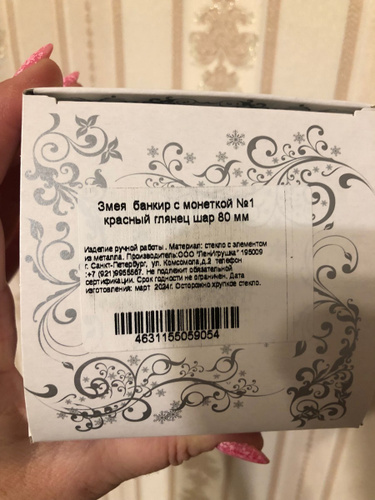 Змея банкир с монеткой №1
красный глянец шар 80 мм
Изделие ручной работы. Материал: стекло с элементом
из металла. Производитель:ООО "ЛенИгрушка" 195009
г. Санкт-Петербург, ул. Комсомола,д.2 телефон
:+7 (921)9955567. Не подлежит обязательной
сертификации. Срок годности не ограничен. Дата
изготовления: март 2024г. Осторожно:хрупкое стекло.
4631155059054